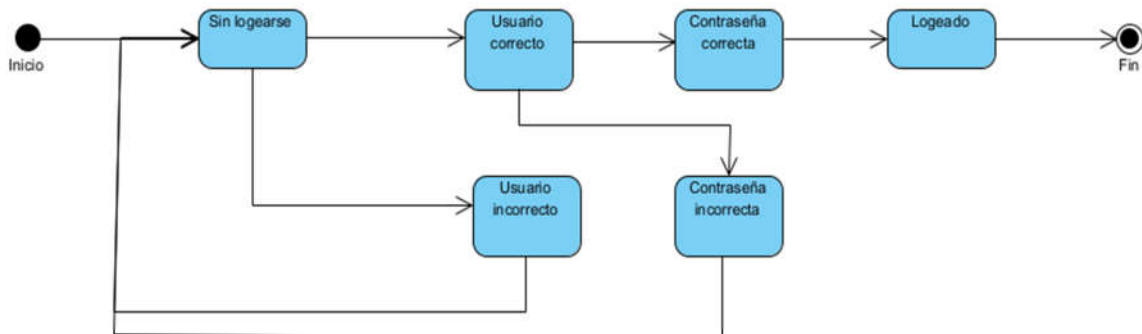 Sin logearse
Usuario
correcto
Contraseña
correcta
Logeado
Inicio
Fin
Usuario
incorrecto
Contraseña
incorrecta